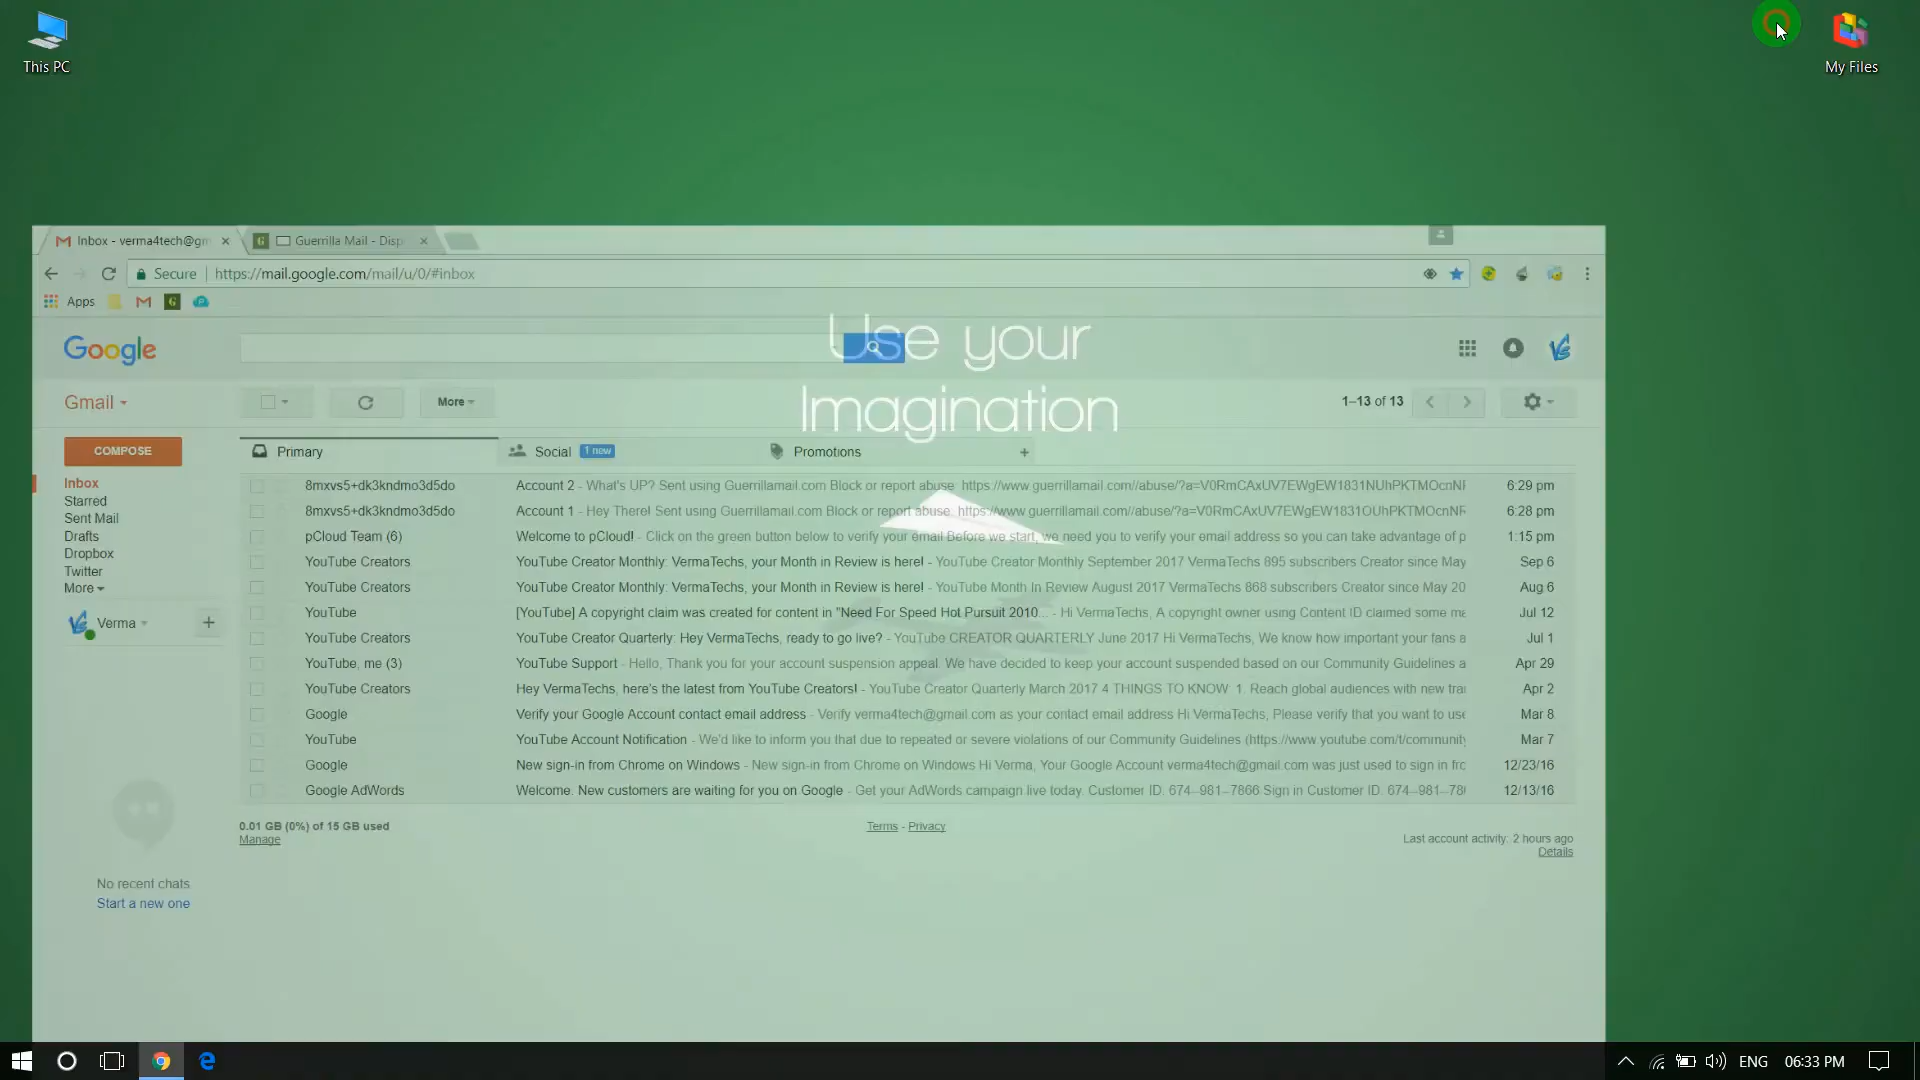 This PC
My Files
Inbox - verma4tech@gm
Guerrilla Mail - Disp
Secure
https://mail.google.com/mail/u/0/#inbox
Apps
Google
Use your
Imagination
Gmail
More
1–13 of 13
COMPOSE
Primary
Social
1 new
Promotions
Inbox
Starred
Sent Mail
Drafts
Dropbox
Twitter
More
Verma
8mxvs5+dk3kndmo3d5do Account 2 - What's UP? Sent using Guerrillamail.com Block or report abuse: https://www.guerrillamail.com//abuse/?a=V0RmCAxUV7EWgEW1831NUhPKTMOcnNF 6:29 pm
8mxvs5+dk3kndmo3d5do Account 1 - Hey There! Sent using Guerrillamail.com Block or report abuse: https://www.guerrillamail.com//abuse/?a=V0RmCAxUV7EWgEW1831OUhPKTMOcnNF 6:28 pm
pCloud Team (6) Welcome to pCloud! - Click on the green button below to verify your email Before we start, we need you to verify your email address so you can take advantage of p 1:15 pm
YouTube Creators YouTube Creator Monthly: VermaTechs, your Month in Review is here! - YouTube Creator Monthly September 2017 VermaTechs 895 subscribers Creator since May Sep 6
YouTube Creators YouTube Creator Monthly: VermaTechs, your Month in Review is here! - YouTube Month In Review August 2017 VermaTechs 868 subscribers Creator since May 20 Aug 6
YouTube [YouTube] A copyright claim was created for content in "Need For Speed Hot Pursuit 2010... - Hi VermaTechs, A copyright owner using Content ID claimed some ma Jul 12
YouTube Creators YouTube Creator Quarterly: Hey VermaTechs, ready to go live? - YouTube CREATOR QUARTERLY June 2017 Hi VermaTechs, We know how important your fans a Jul 1
YouTube, me (3) YouTube Support - Hello, Thank you for your account suspension appeal. We have decided to keep your account suspended based on our Community Guidelines a Apr 29
YouTube Creators Hey VermaTechs, here's the latest from YouTube Creators! - YouTube Creator Quarterly March 2017 4 THINGS TO KNOW 1. Reach global audiences with new trai Apr 2
Google Verify your Google Account contact email address - Verify verma4tech@gmail.com as your contact email address Hi VermaTechs, Please verify that you want to use Mar 8
YouTube YouTube Account Notification - We'd like to inform you that due to repeated or severe violations of our Community Guidelines (https://www.youtube.com/t/community Mar 7
Google New sign-in from Chrome on Windows - New sign-in from Chrome on Windows Hi Verma, Your Google Account verma4tech@gmail.com was just used to sign in frc 12/23/16
Google AdWords Welcome. New customers are waiting for you on Google - Get your AdWords campaign live today. Customer ID. 674–981–7866 Sign in Customer ID. 674–981–78 12/13/16
0.01 GB (0%) of 15 GB used
Manage
Terms - Privacy
Last account activity: 2 hours ago
Details
No recent chats
Start a new one
ENG
06:33 PM